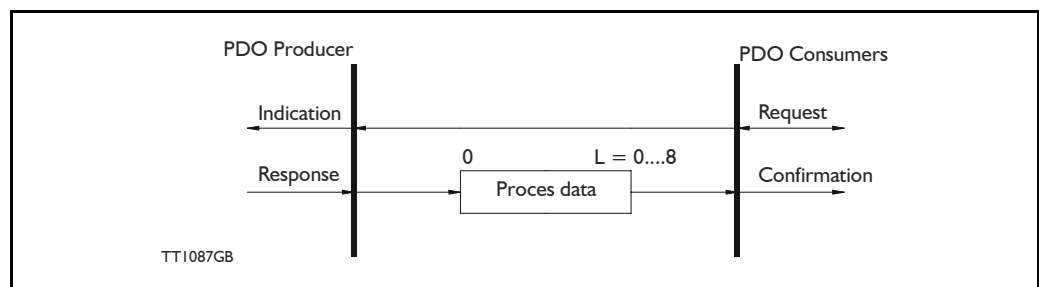 PDO Producer
PDO Consumers
Indication
Request
0
L = 0....8
Response
Proces data
Confirmation
TT1087GB